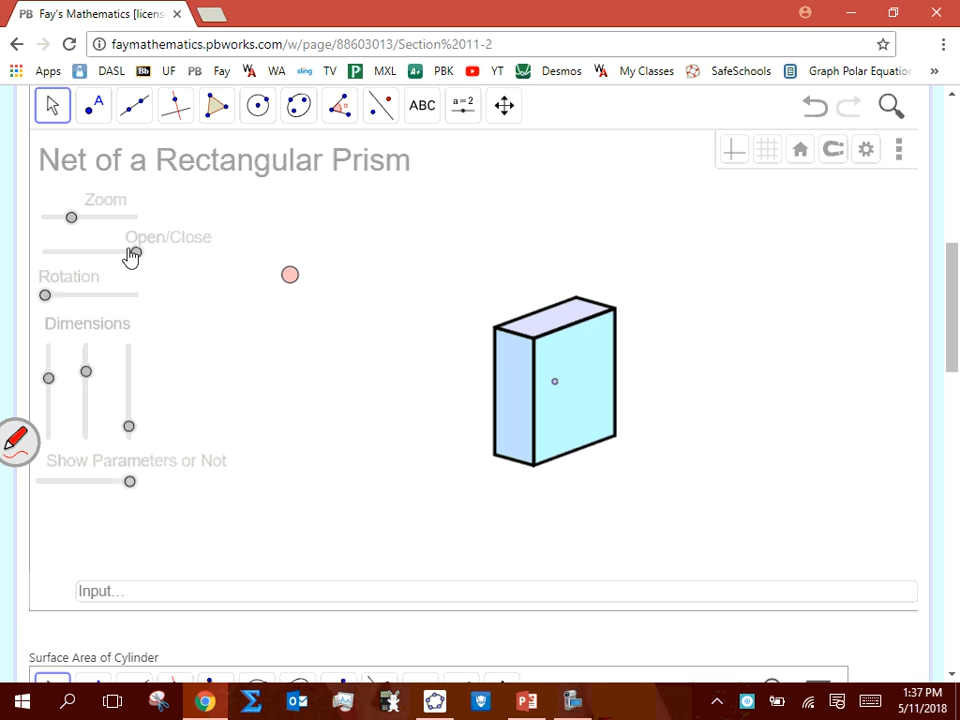 PB Fay's Mathematics [licens
faymathematics.pbworks.com/w/page/88603013/Section%2011-2
Apps DASL Bb UF PB Fay WA sling TV P MXL A+ PBK YT Desmos My Classes SafeSchools Graph Polar Equatio »
A ABC a=2
Net of a Rectangular Prism
Zoom
Open/Close
Rotation
Dimensions
Show Parameters or Not
Input…
Surface Area of Cylinder
1:37 PM
5/11/2018